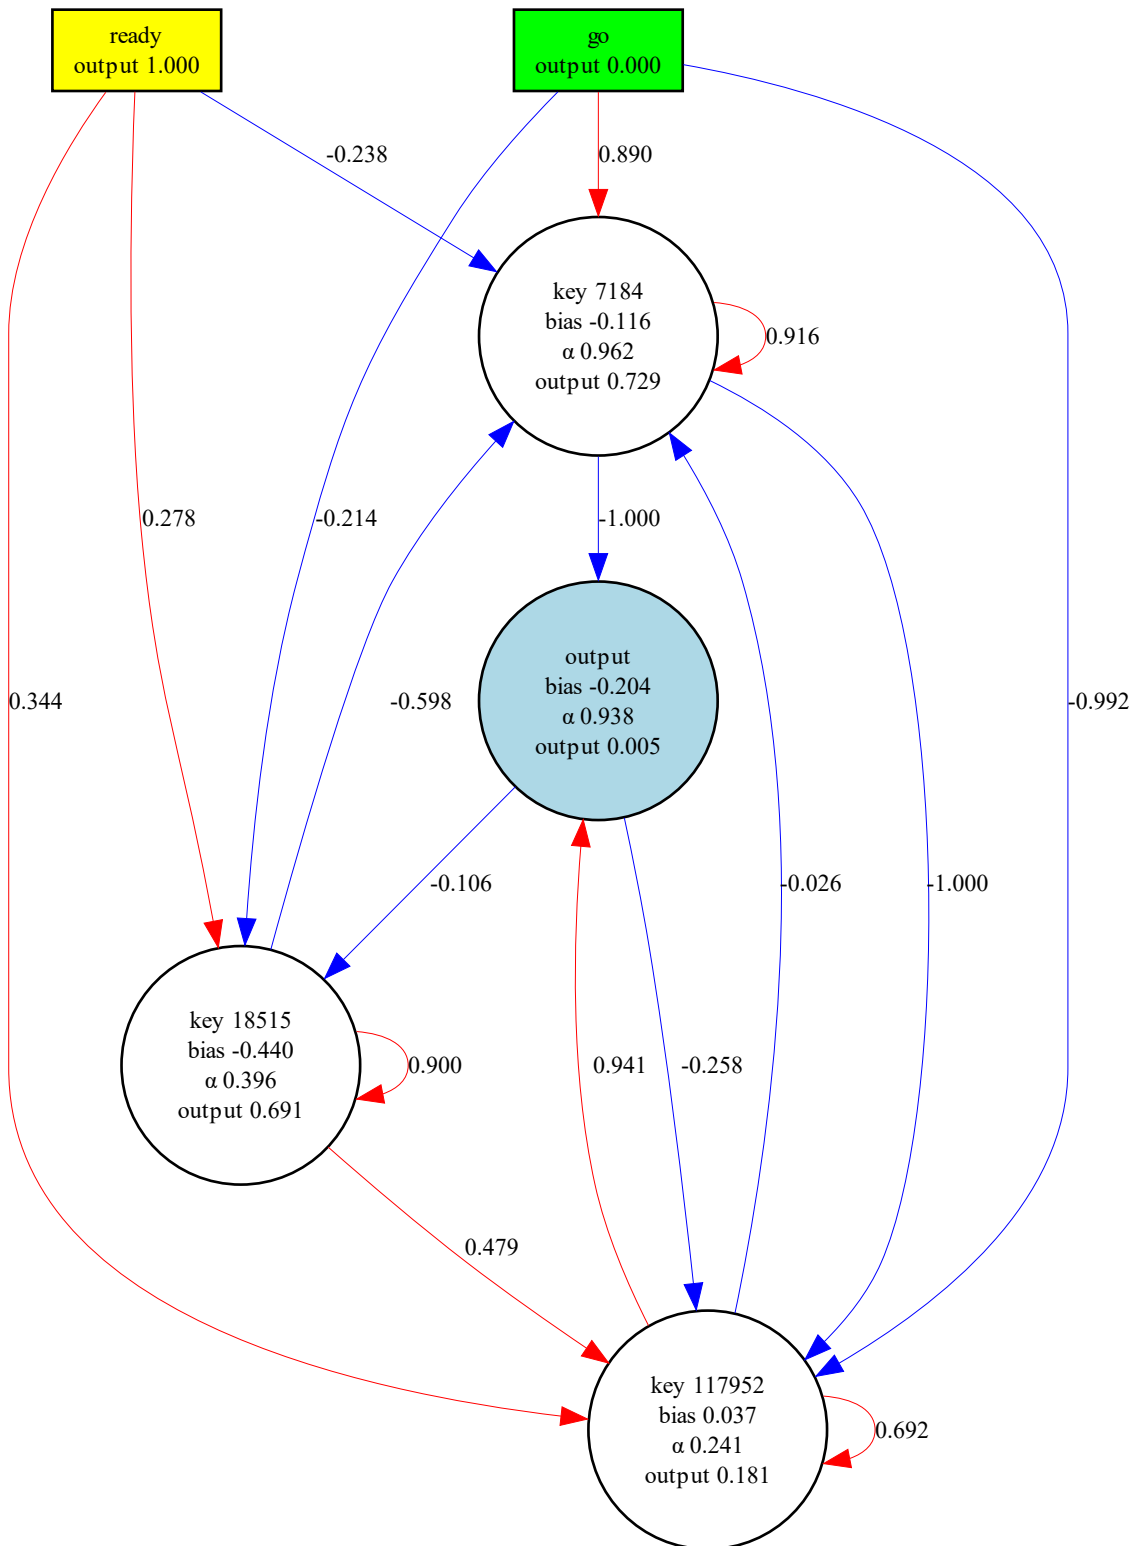 ready
output 1.000
go
output 0.000
-0.238
0.890
key 7184
bias -0.116
α 0.962
output 0.729
0.916
0.278
-0.214
-1.000
output
bias -0.204
α 0.938
output 0.005
0.344
-0.598
-0.992
-0.106
-0.026
-1.000
key 18515
bias -0.440
α 0.396
output 0.691
0.900
0.941
-0.258
0.479
key 117952
bias 0.037
α 0.241
output 0.181
0.692